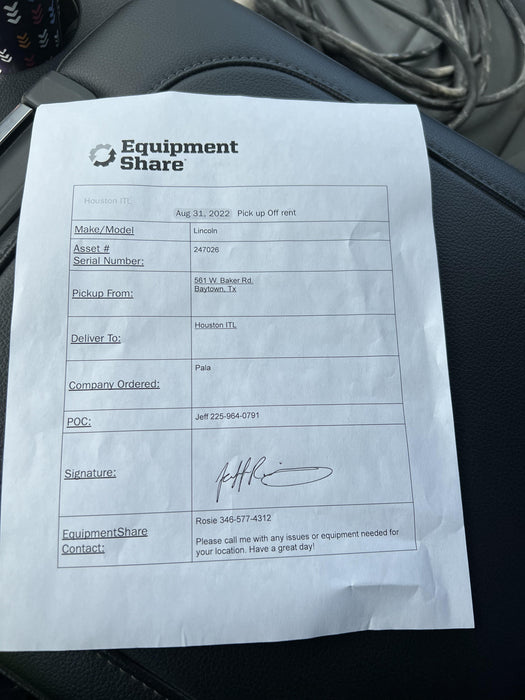 Equipment
Share
Houston ITL
Aug 31, 2022 Pick up Off rent
Make/Model Lincoln
Asset # 247026
Serial Number:
Pickup From: 561 W. Baker Rd.
Baytown, Tx
Deliver To: Houston ITL
Company Ordered: Pala
POC: Jeff 225-964-0791
Signature:
EquipmentShare
Contact:
Rosie 346-577-4312
Please call me with any issues or equipment needed for
your location. Have a great day!